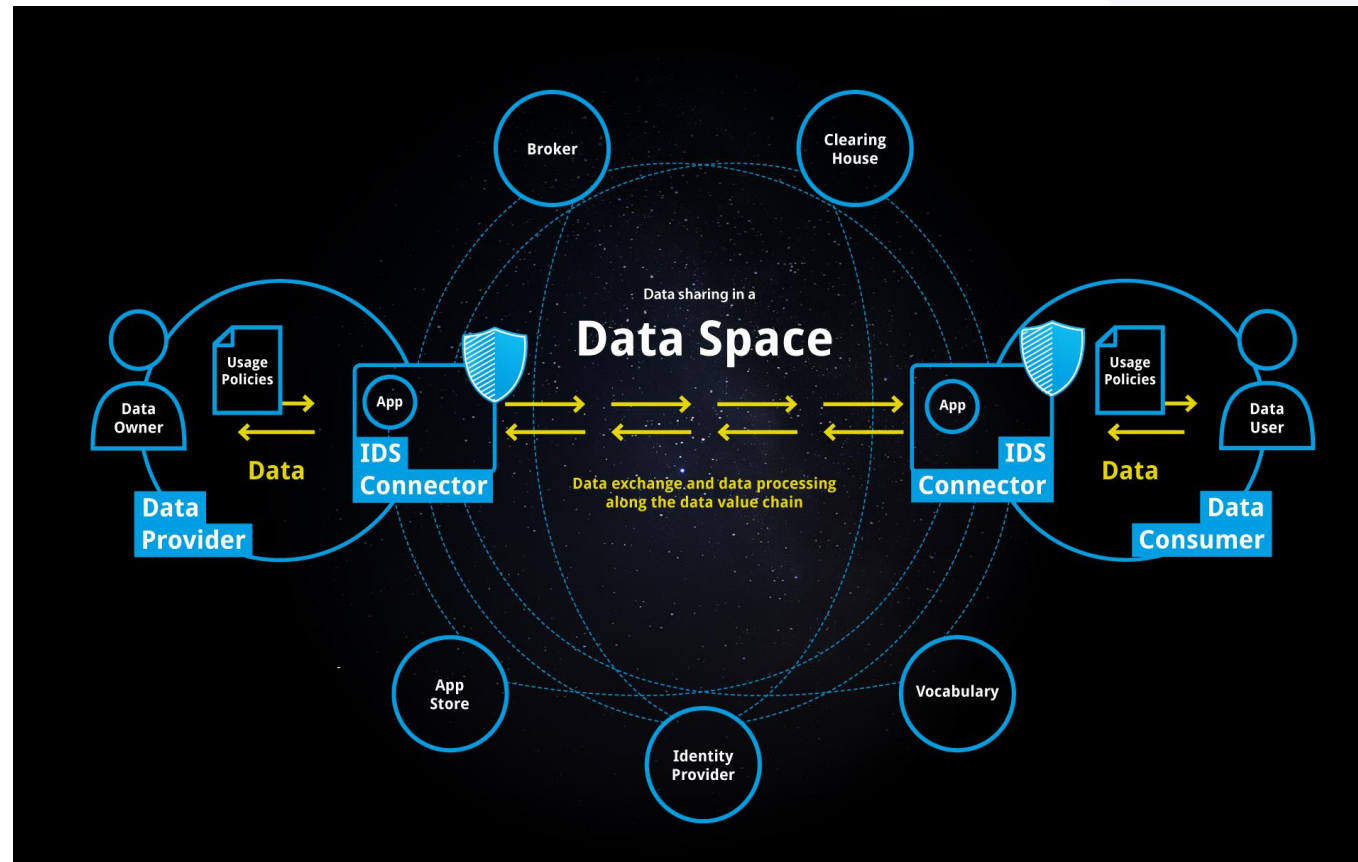 Broker
Clearing
House
Data sharing in a
Data Space
Usage
Policies
Data
Owner
Data
Data
Provider
App
IDS
Connector
Data exchange and data processing
along the data value chain
App
IDS
Connector
Usage
Policies
Data
User
Data
Data
Consumer
App
Store
Identity
Provider
Vocabulary